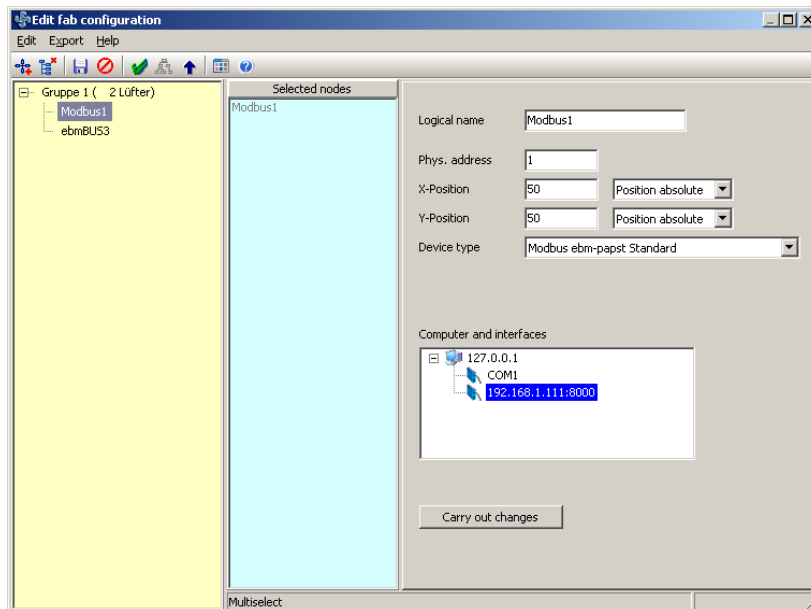 Edit fab configuration
Edit Export Help
Gruppe 1 ( 2 Lüfter)
Modbus1
ebmBUS3
Selected nodes
Modbus1
Logical name Modbus1
Phys. address 1
X-Position 50 Position absolute
Y-Position 50 Position absolute
Device type Modbus ebm-papst Standard
Computer and interfaces
127.0.0.1
COM1
192.168.1.111:8000
Carry out changes
Multiselect